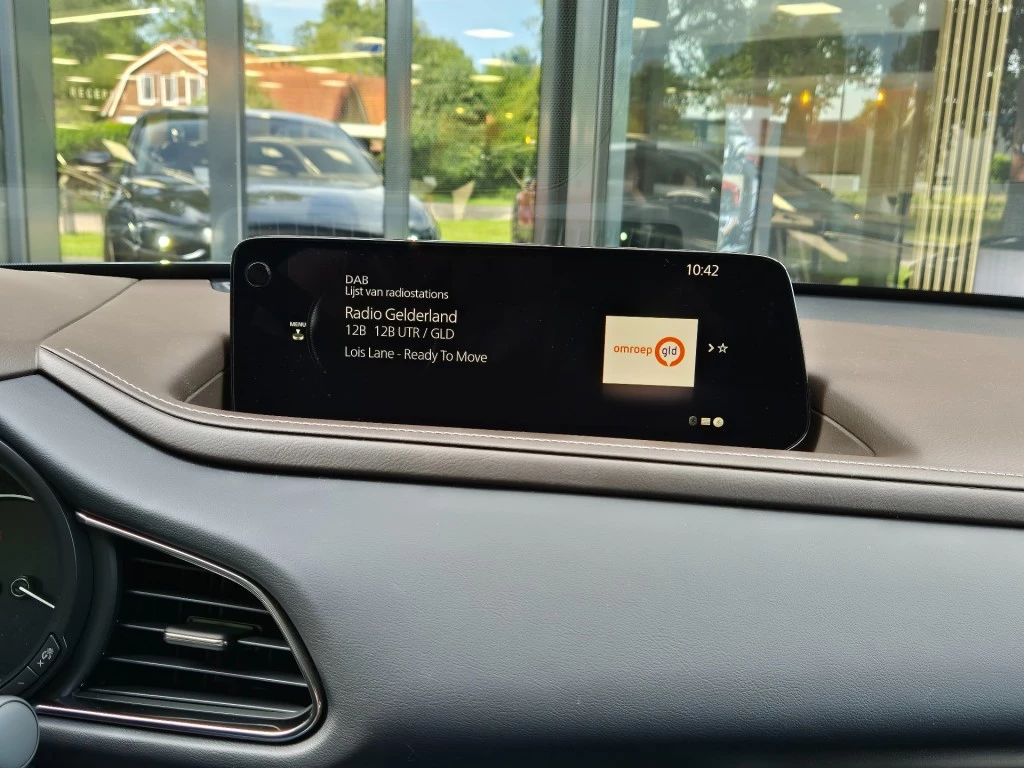 10:42
DAB
Lijst van radiostations
Radio Gelderland
12B 12B UTR / GLD
Lois Lane - Ready To Move
MENU
omroep gld